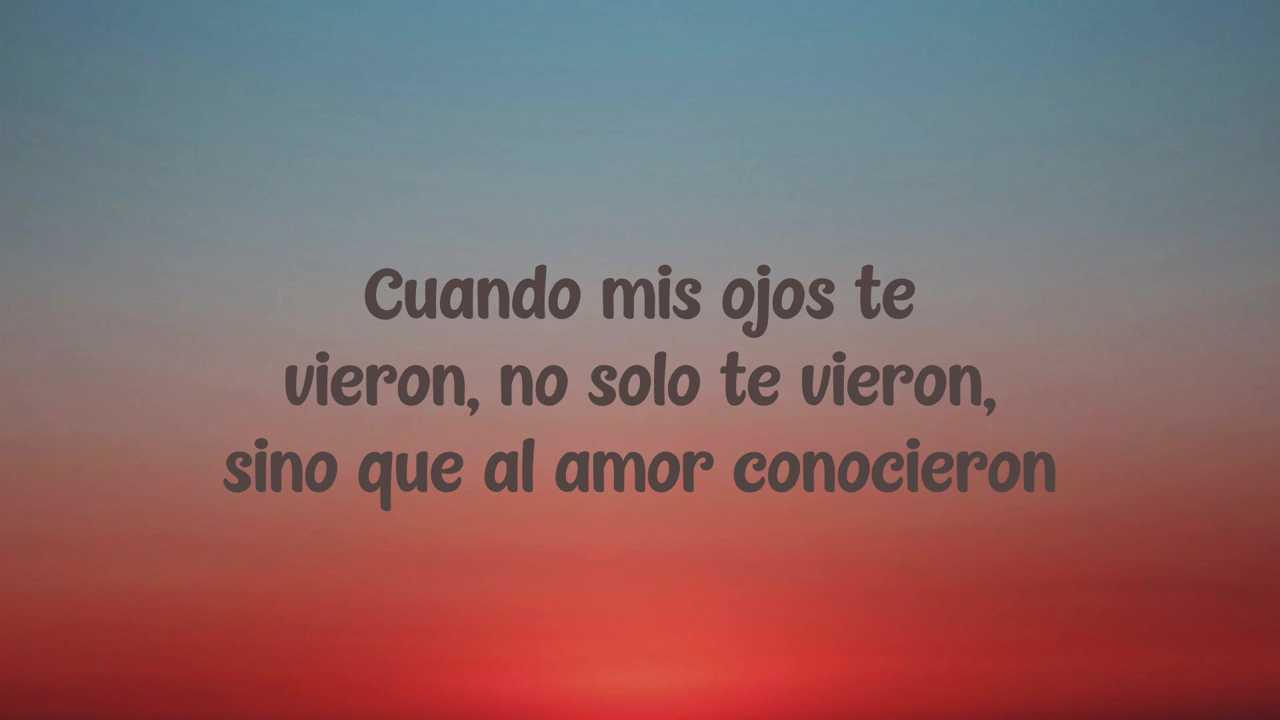 Cuando mis ojos te
vieron, no solo te vieron,
sino que al amor conocieron